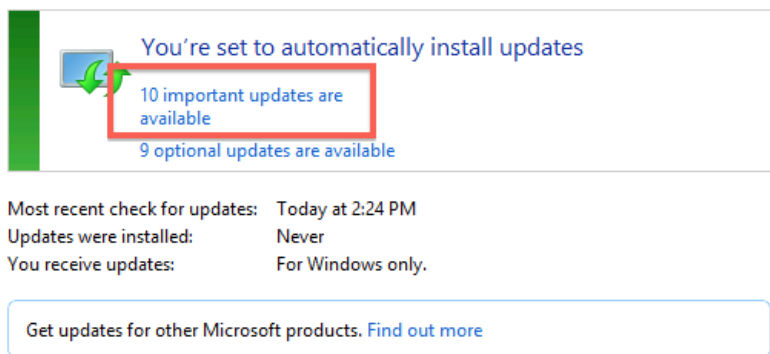 You're set to automatically install updates
10 important updates are
available
9 optional updates are available
Most recent check for updates: Today at 2:24 PM
Updates were installed: Never
You receive updates: For Windows only.
Get updates for other Microsoft products. Find out more